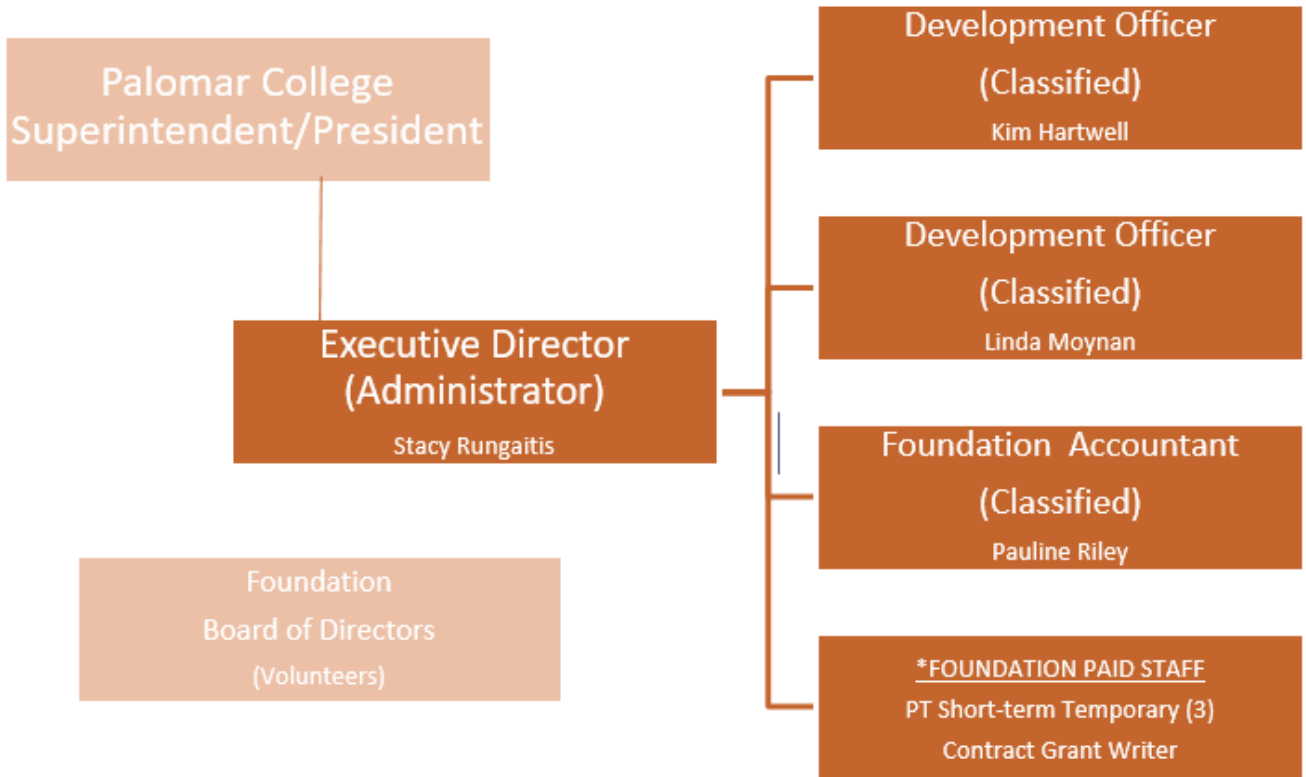 Palomar College
Superintendent/President
Executive Director
(Administrator)
Stacy Rungaitis
Foundation
Board of Directors
(Volunteers)
Development Officer
(Classified)
Kim Hartwell
Development Officer
(Classified)
Linda Moynan
Foundation Accountant
(Classified)
Pauline Riley
*FOUNDATION PAID STAFF
PT Short-term Temporary (3)
Contract Grant Writer